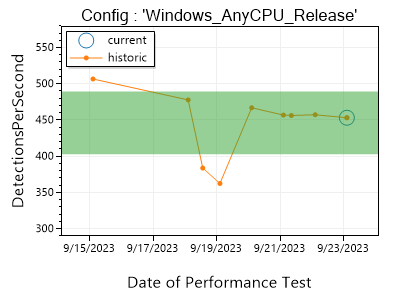 Config : 'Windows_AnyCPU_Release'
current
historic
DetectionsPerSecond
550
500
450
400
350
300
9/15/2023 9/17/2023 9/19/2023 9/21/2023 9/23/2023
Date of Performance Test